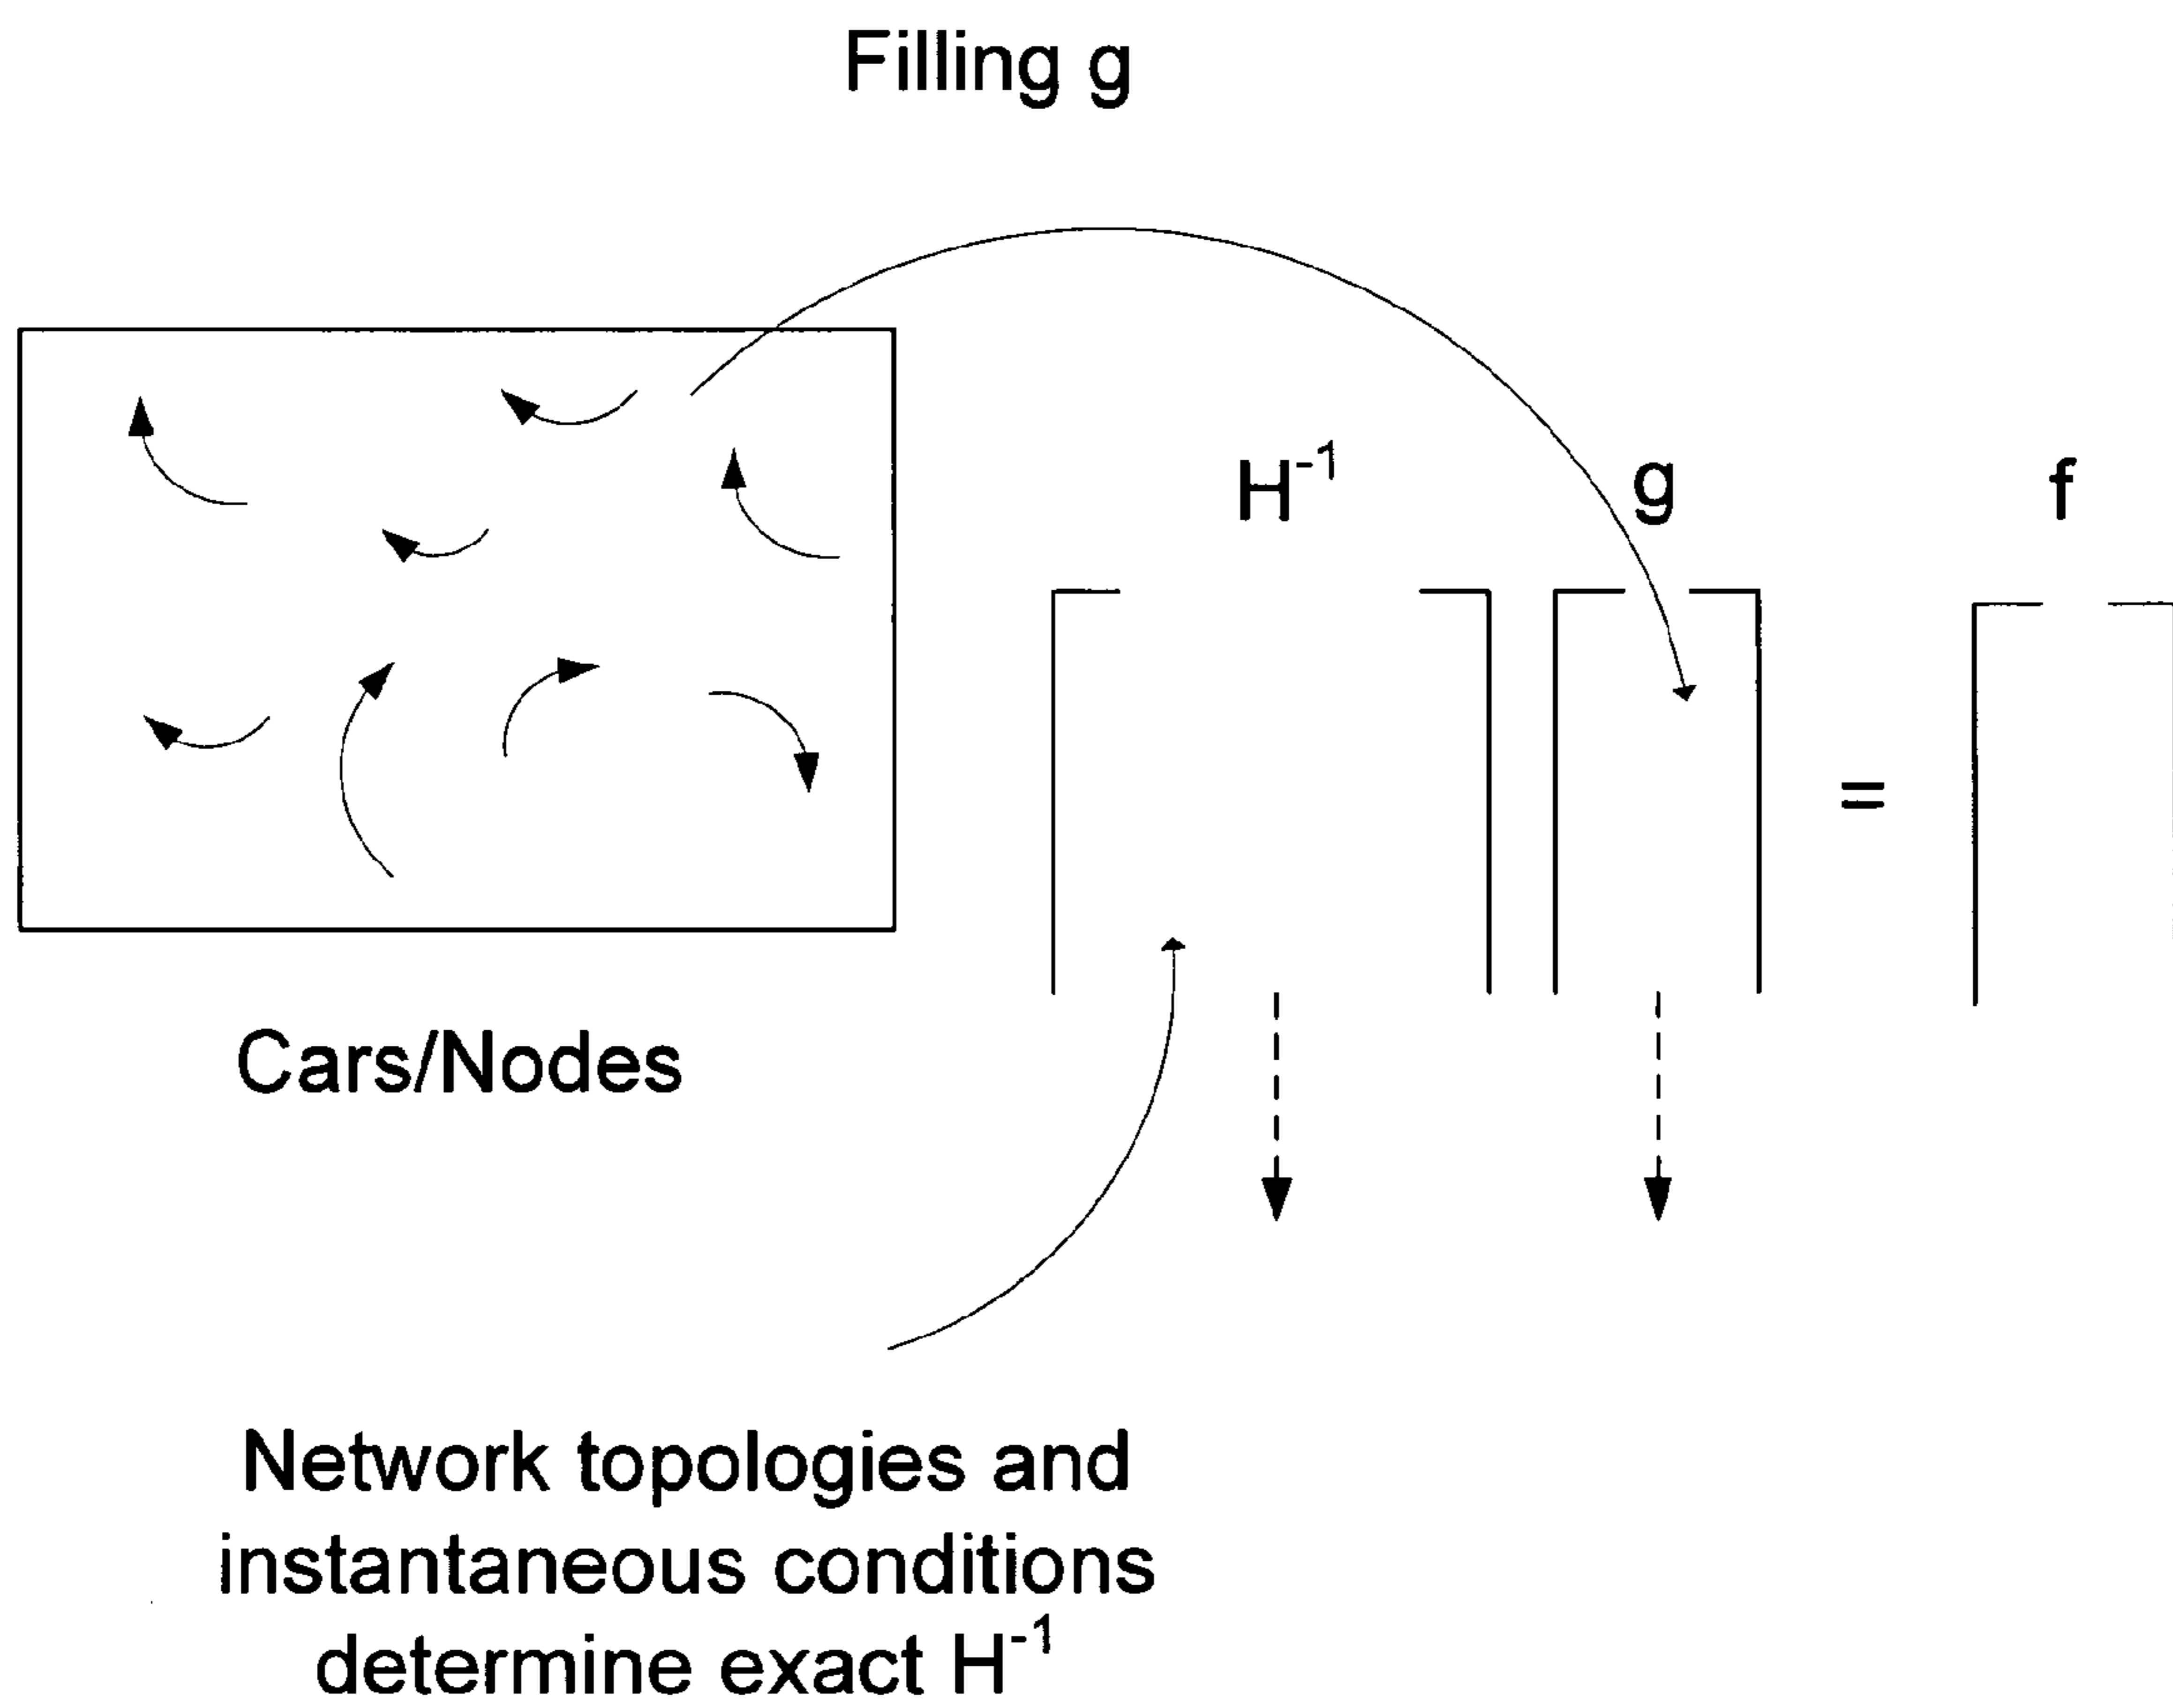 Filling g
H⁻¹
g
f
=
Cars/Nodes
Network topologies and
instantaneous conditions
determine exact H⁻¹